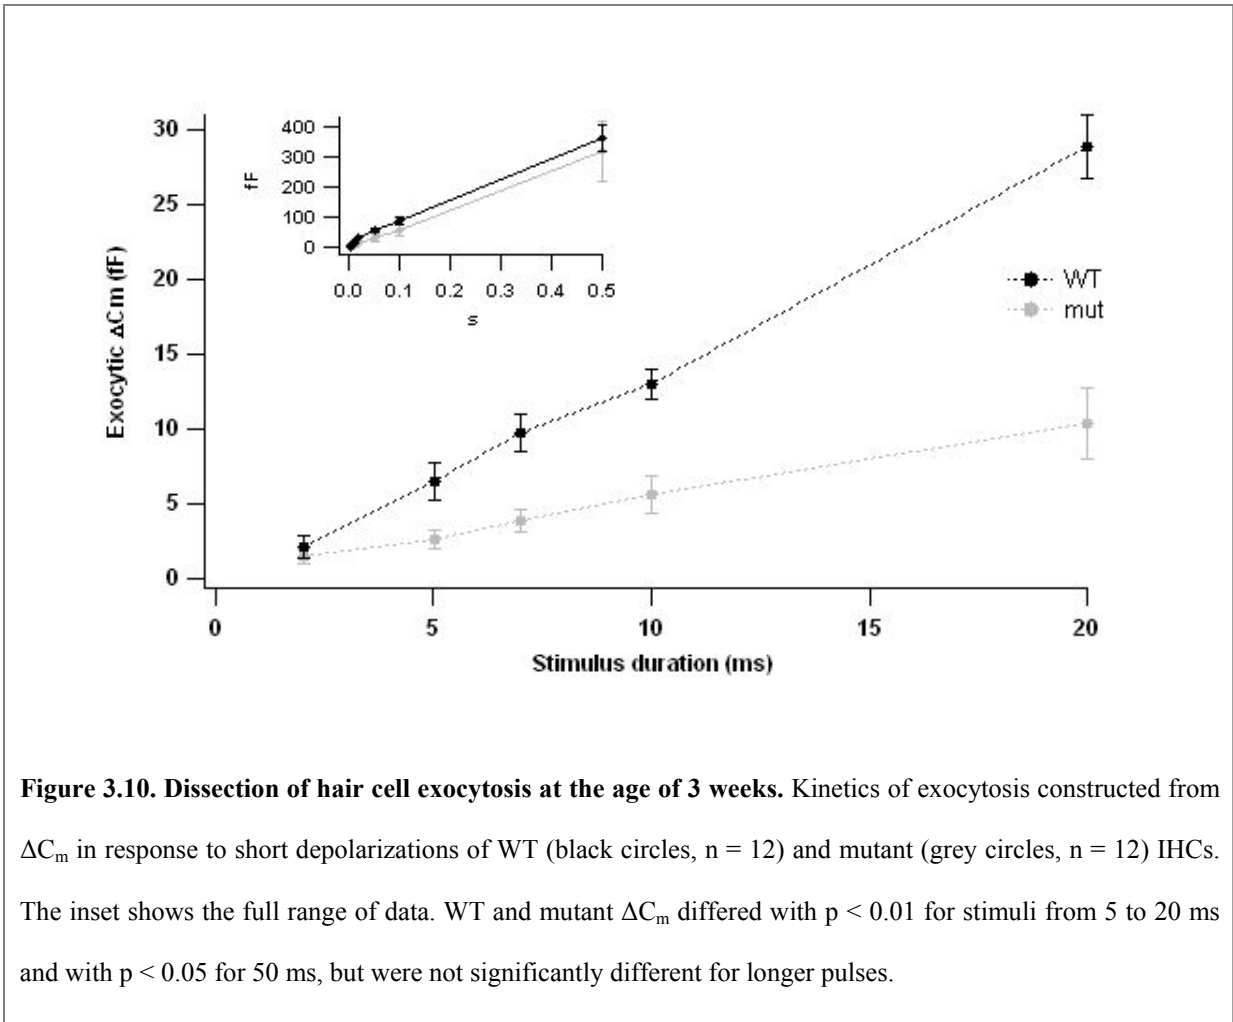 400
300
200
100
0
fF
0.0 0.1 0.2 0.3 0.4 0.5
s
30
25
20
15
10
5
0
Exocytic ΔCm (fF)
WT
mut
0 5 10 15 20
Stimulus duration (ms)
Figure 3.10. Dissection of hair cell exocytosis at the age of 3 weeks. Kinetics of exocytosis constructed from
ΔCm in response to short depolarizations of WT (black circles, n = 12) and mutant (grey circles, n = 12) IHCs.
The inset shows the full range of data. WT and mutant ΔCm differed with p < 0.01 for stimuli from 5 to 20 ms
and with p < 0.05 for 50 ms, but were not significantly different for longer pulses.